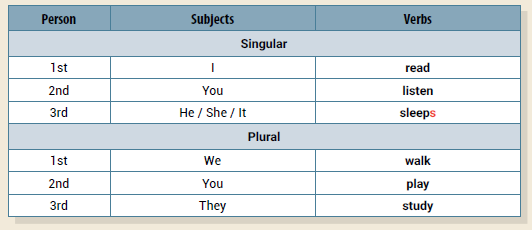 Person Subjects Verbs
Singular
1st I read
2nd You listen
3rd He / She / It sleeps
Plural
1st We walk
2nd You play
3rd They study